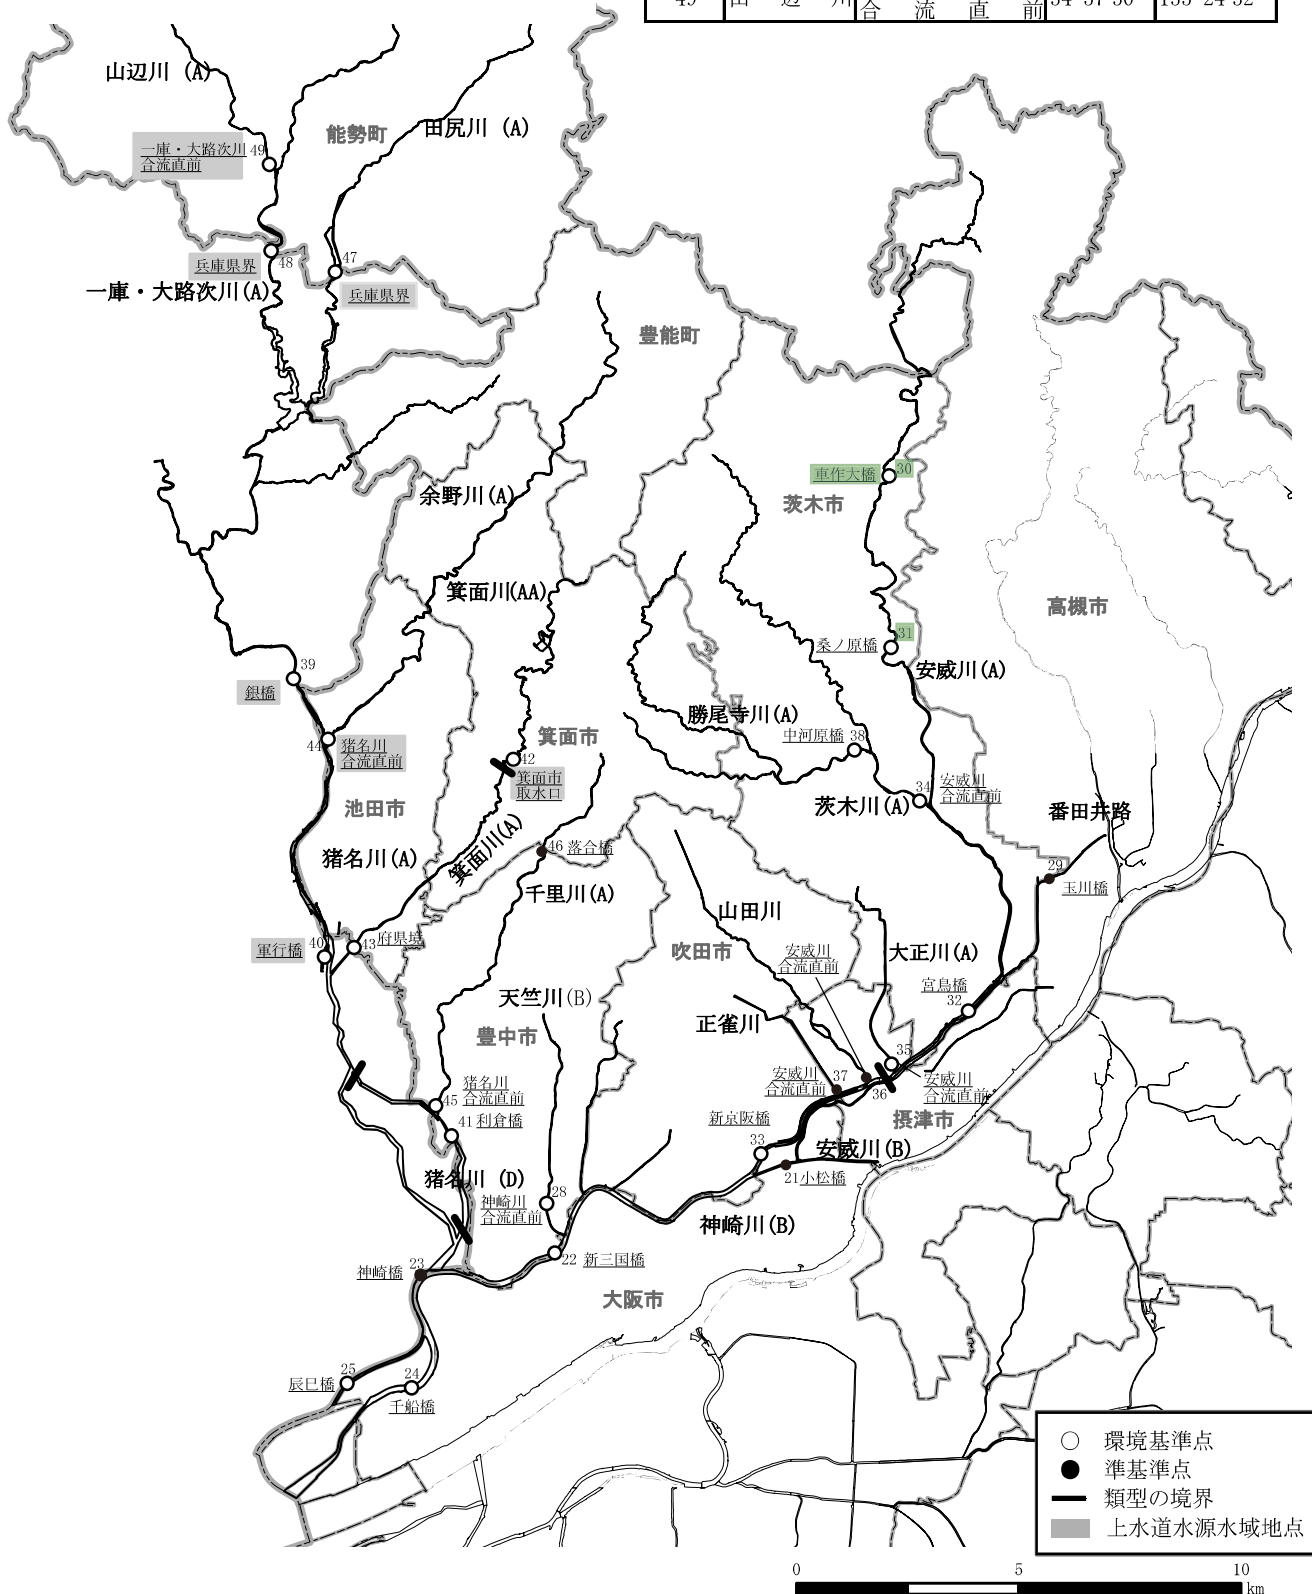 49
山辺川
合流直前
山辺川 (A)
能勢町
田尻川 (A)
一庫・大路次川
合流直前
49
兵庫県界
48
47
兵庫県界
一庫・大路次川(A)
豊能町
車作大橋
30
余野川(A)
茨木市
箕面川(AA)
高槻市
桑ノ原橋
31
安威川(A)
39
銀橋
44
猪名川
合流直前
勝尾寺川(A)
中河原橋
38
箕面市
42
箕面市
取水口
34
安威川
合流直前
池田市
茨木川(A)
番田井路
猪名川(A)
箕面川(A)
46
落合橋
29
玉川橋
千里川(A)
山田川
軍行橋
40
43
府県境
吹田市
安威川
合流直前
大正川(A)
宮鳥橋
32
天竺川(B)
正雀川
豊中市
35
安威川
合流直前
37
36
安威川
合流直前
猪名川
合流直前
45
41
利倉橋
新京阪橋
33
摂津市
安威川(B)
21
小松橋
猪名川 (D)
神崎川
合流直前
28
神崎川(B)
22
新三国橋
神崎橋
23
大阪市
辰巳橋
25
24
千船橋
環境基準点
準基準点
類型の境界
上水道水源水域地点
0
5
10
km